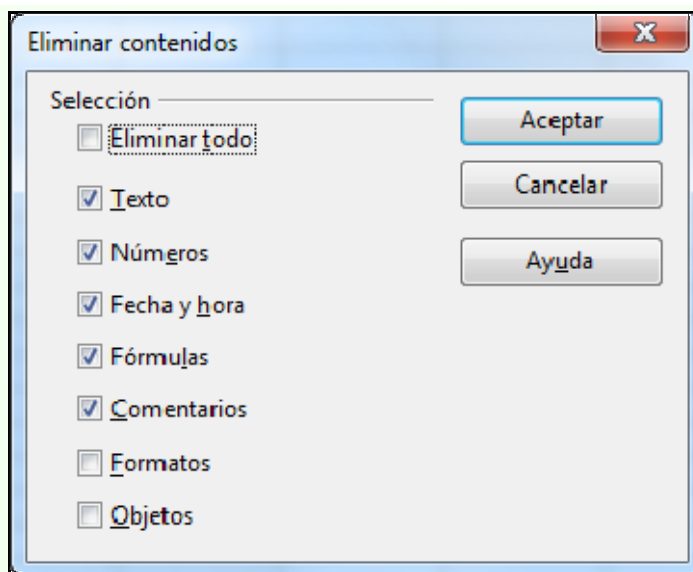 Eliminar contenidos
Selección
Eliminar todo
Texto
Números
Fecha y hora
Fórmulas
Comentarios
Formatos
Objetos
Aceptar
Cancelar
Ayuda